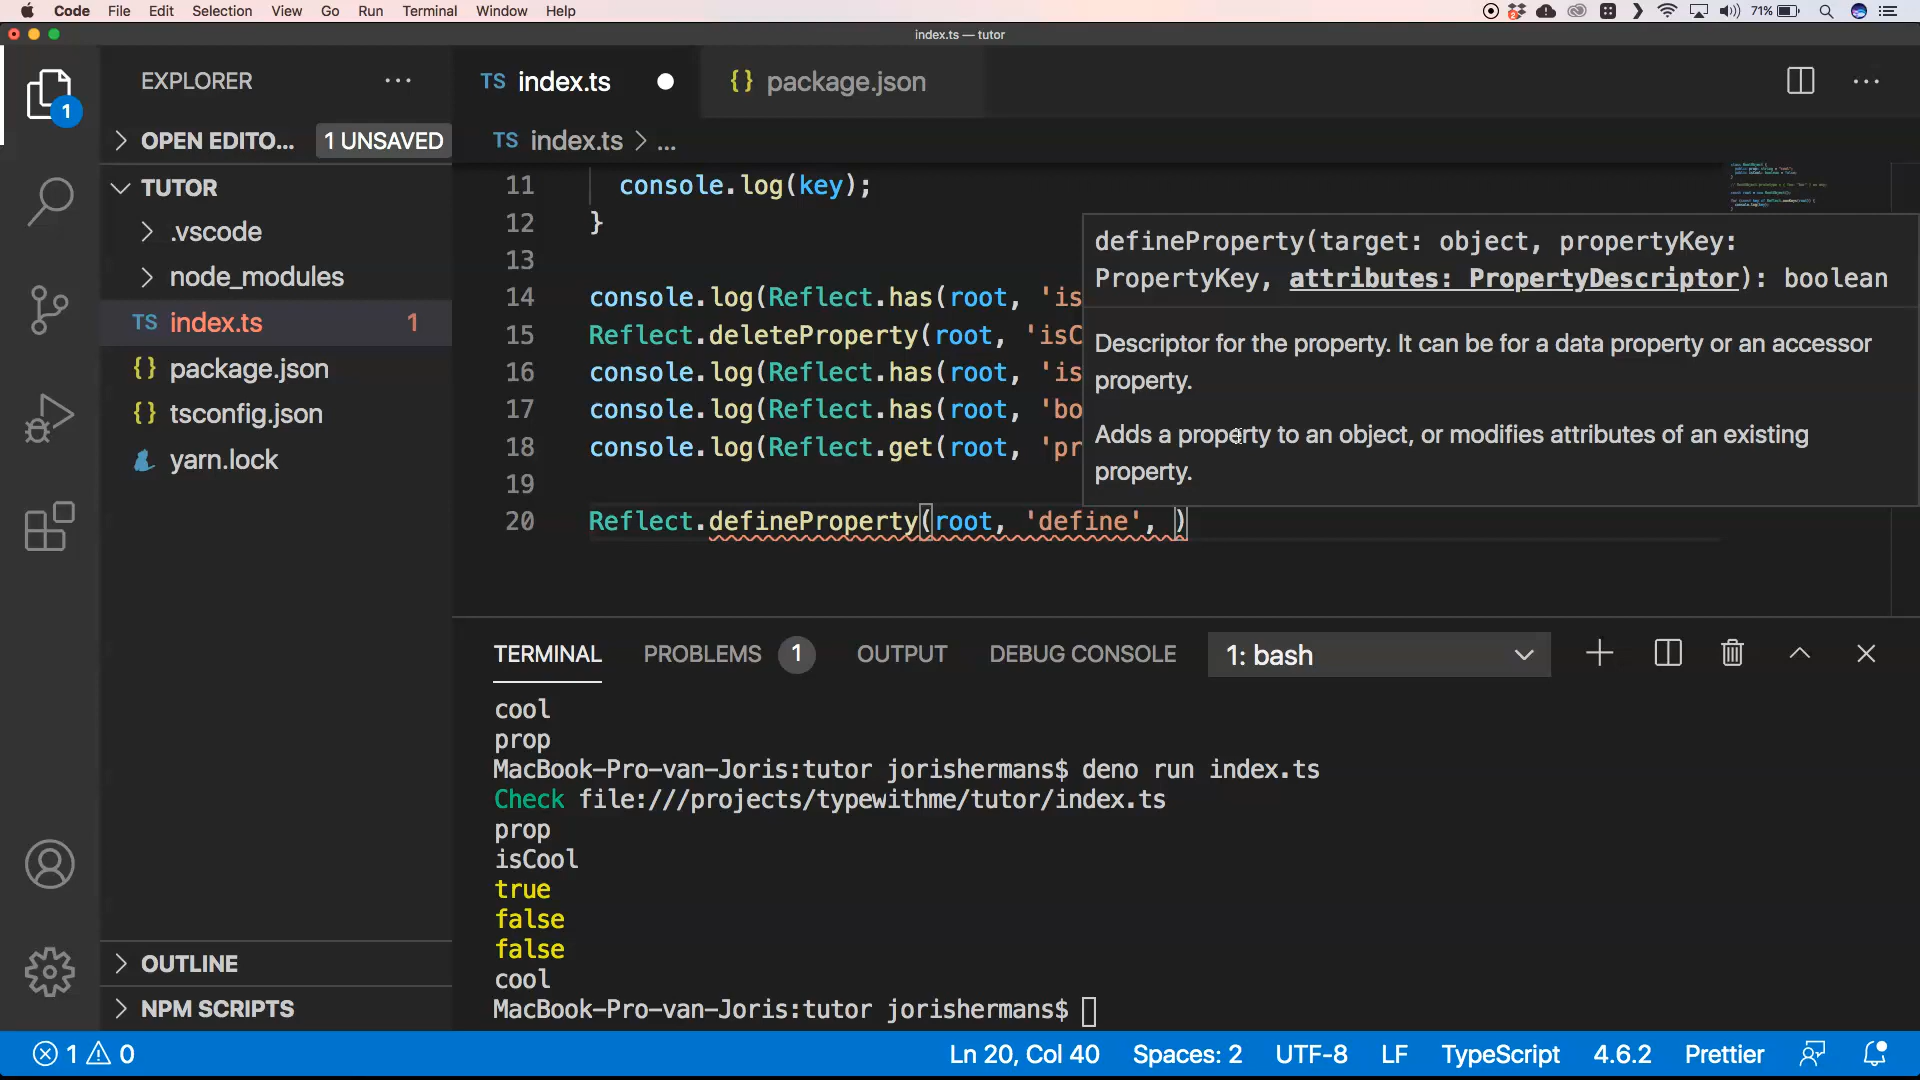 Code File Edit Selection View Go Run Terminal Window Help
71%
index.ts — tutor
EXPLORER
TS index.ts
{} package.json
1
OPEN EDITO... 1 UNSAVED
TS index.ts > ...
TUTOR
.vscode
node_modules
TS index.ts 1
{} package.json
{} tsconfig.json
yarn.lock
OUTLINE
NPM SCRIPTS
11 console.log(key);
12 }
13
14 console.log(Reflect.has(root, 'is
15 Reflect.deleteProperty(root, 'isC
16 console.log(Reflect.has(root, 'is
17 console.log(Reflect.has(root, 'bo
18 console.log(Reflect.get(root, 'pr
19
20 Reflect.defineProperty(root, 'define', )
defineProperty(target: object, propertyKey:
PropertyKey, attributes: PropertyDescriptor): boolean
Descriptor for the property. It can be for a data property or an accessor
property.
Adds a property to an object, or modifies attributes of an existing
property.
TERMINAL PROBLEMS 1 OUTPUT DEBUG CONSOLE 1: bash
cool
prop
MacBook-Pro-van-Joris:tutor jorishermans$ deno run index.ts
Check file:///projects/typewithme/tutor/index.ts
prop
isCool
true
false
false
cool
MacBook-Pro-van-Joris:tutor jorishermans$
1 0 Ln 20, Col 40 Spaces: 2 UTF-8 LF TypeScript 4.6.2 Prettier